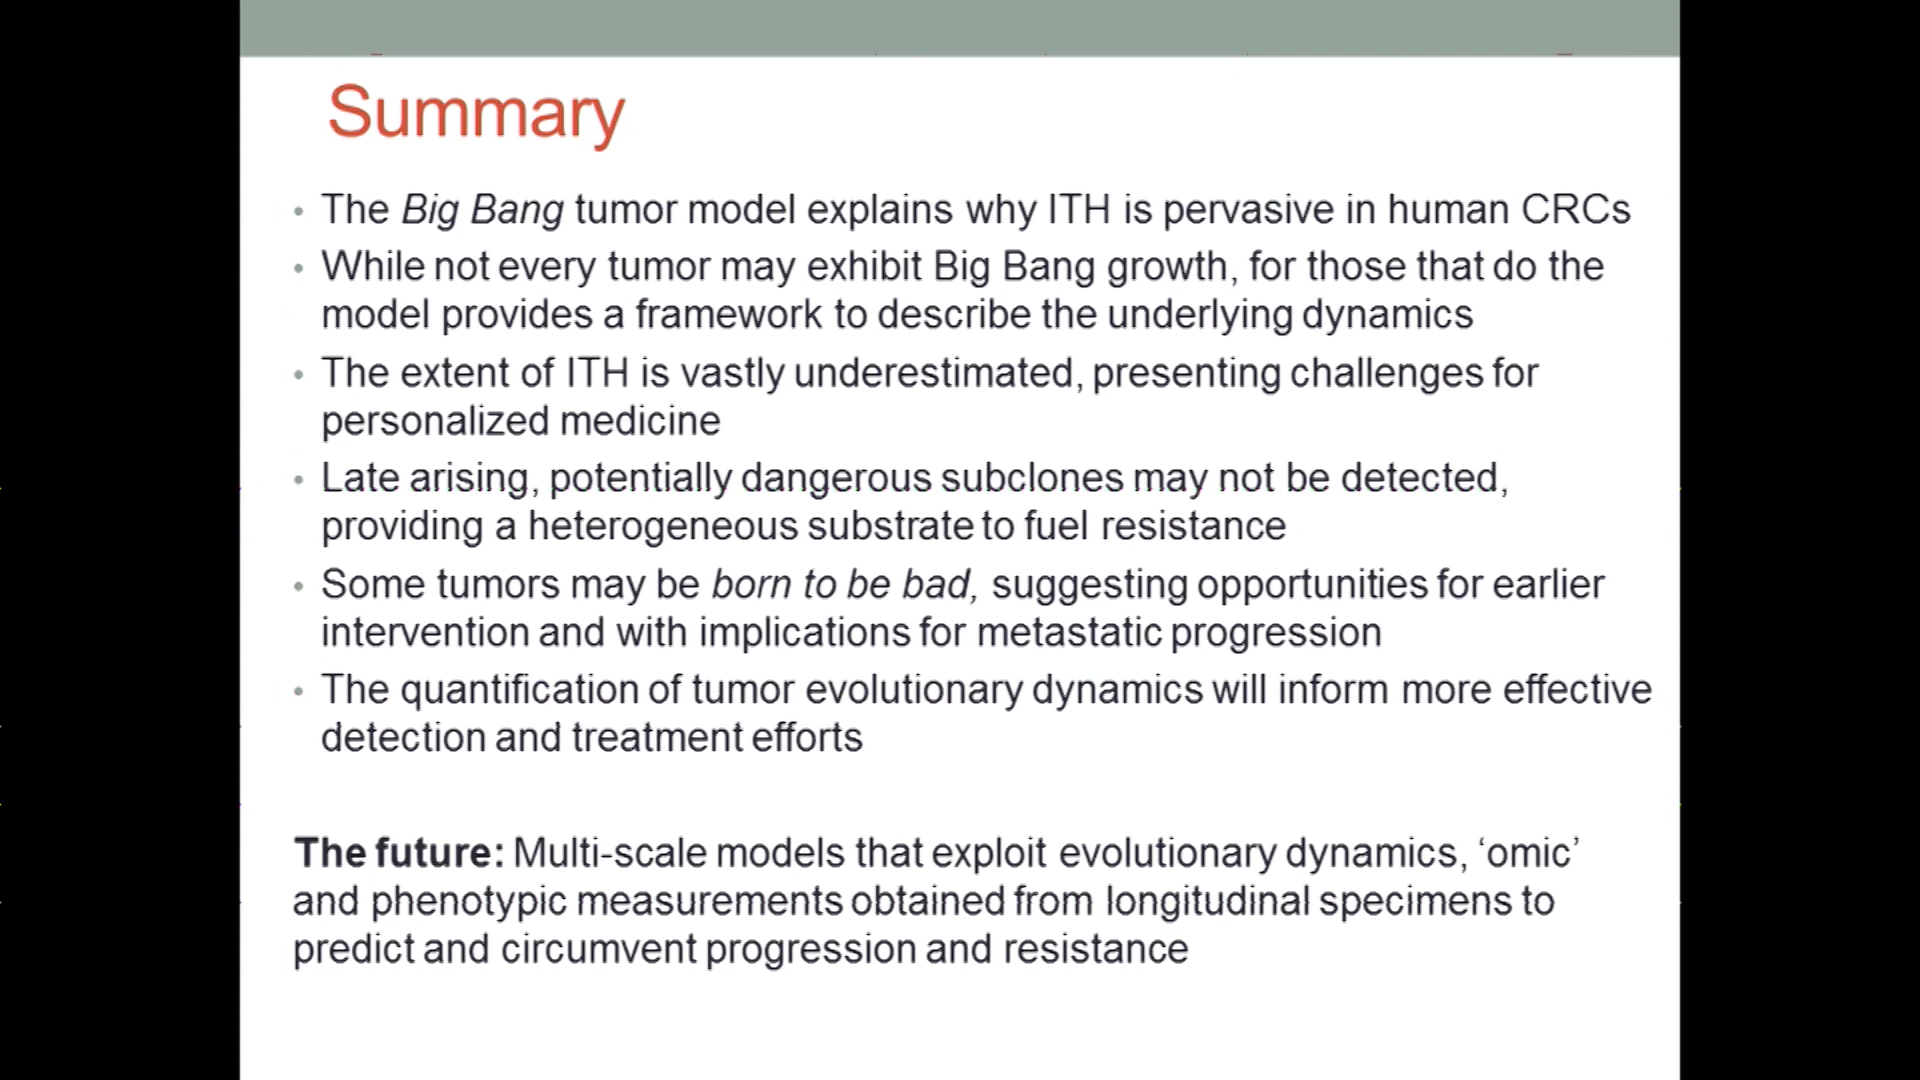 Summary
• The Big Bang tumor model explains why ITH is pervasive in human CRCs
• While not every tumor may exhibit Big Bang growth, for those that do the
model provides a framework to describe the underlying dynamics
• The extent of ITH is vastly underestimated, presenting challenges for
personalized medicine
• Late arising, potentially dangerous subclones may not be detected,
providing a heterogeneous substrate to fuel resistance
• Some tumors may be born to be bad, suggesting opportunities for earlier
intervention and with implications for metastatic progression
• The quantification of tumor evolutionary dynamics will inform more effective
detection and treatment efforts
The future: Multi-scale models that exploit evolutionary dynamics, ‘omic’
and phenotypic measurements obtained from longitudinal specimens to
predict and circumvent progression and resistance